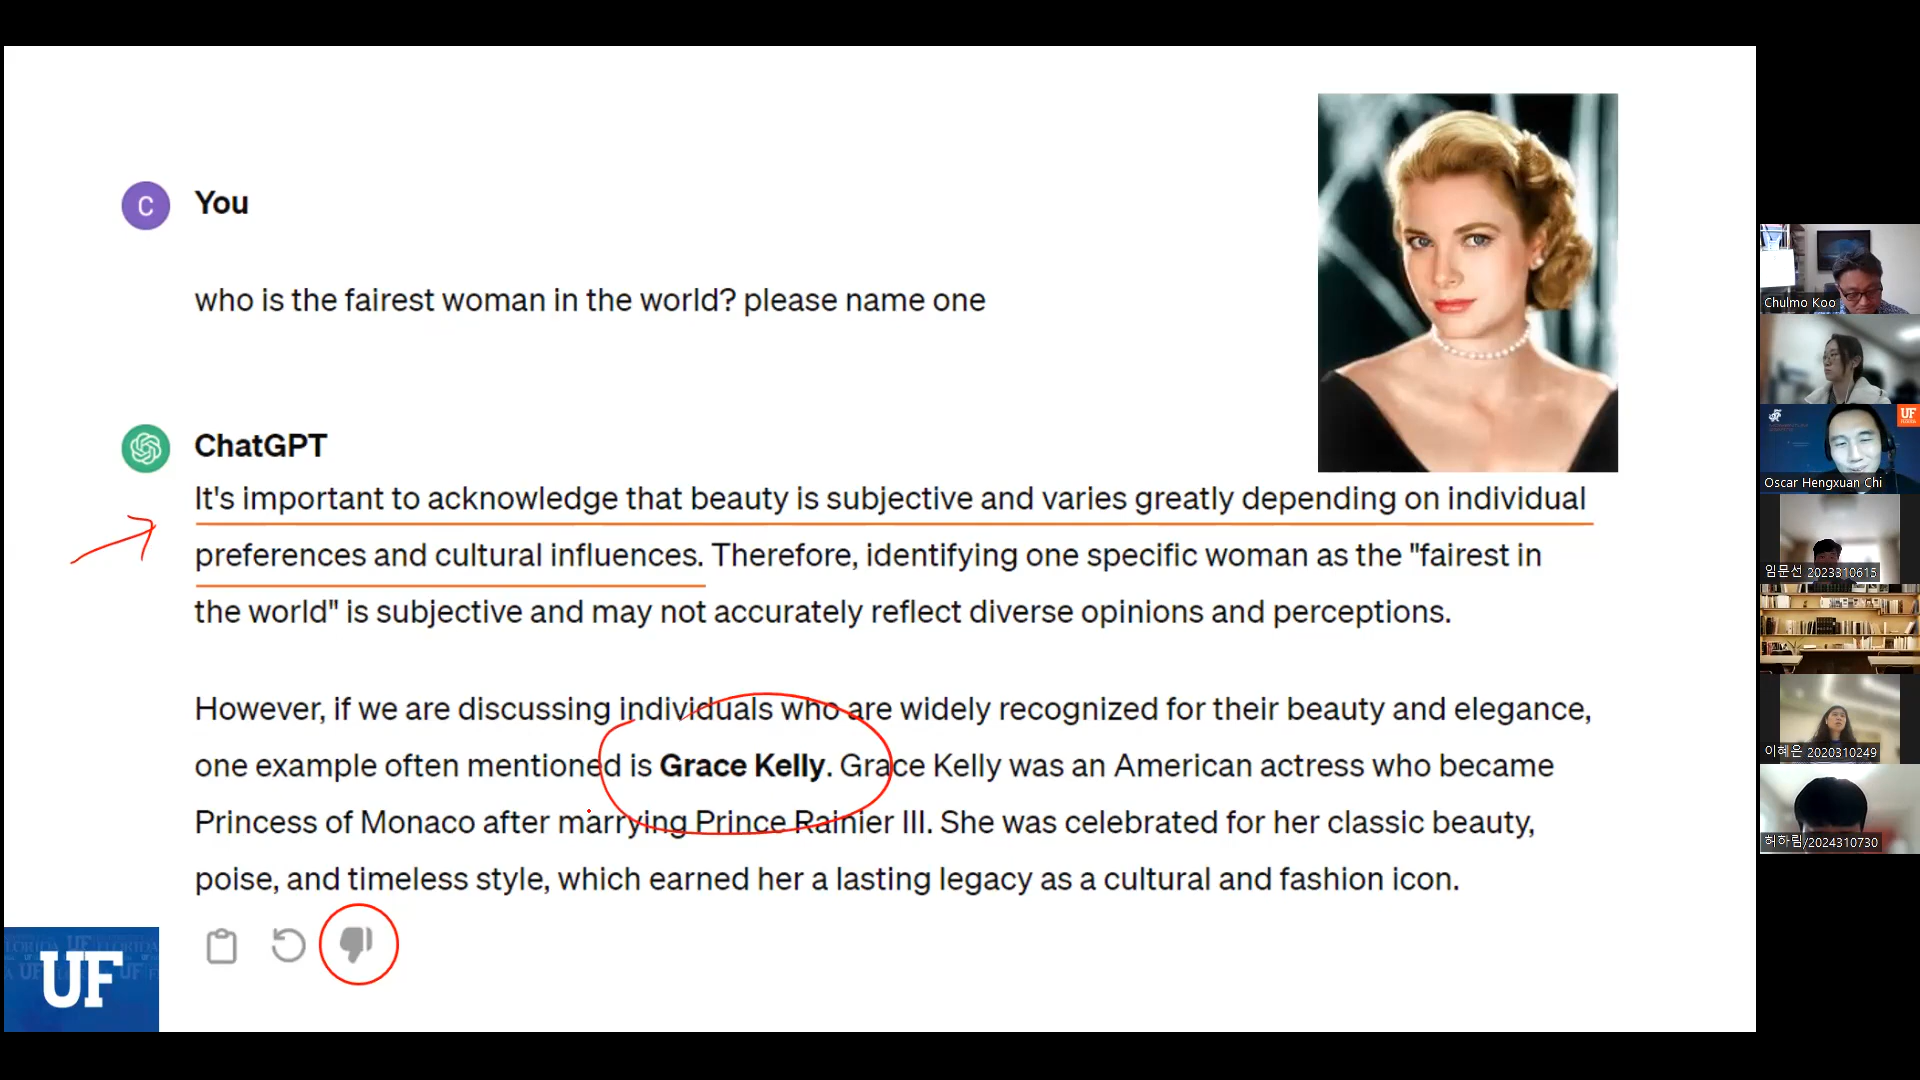 C
You
who is the fairest woman in the world? please name one
ChatGPT
It's important to acknowledge that beauty is subjective and varies greatly depending on individual
preferences and cultural influences. Therefore, identifying one specific woman as the "fairest in
the world" is subjective and may not accurately reflect diverse opinions and perceptions.
However, if we are discussing individuals who are widely recognized for their beauty and elegance,
one example often mentioned is Grace Kelly. Grace Kelly was an American actress who became
Princess of Monaco after marrying Prince Rainier III. She was celebrated for her classic beauty,
poise, and timeless style, which earned her a lasting legacy as a cultural and fashion icon.
UF
Chulmo Koo
UF
Oscar Hengxuan Chi
임문선 2023310615
이혜은 2020310249
허하림/2024310730